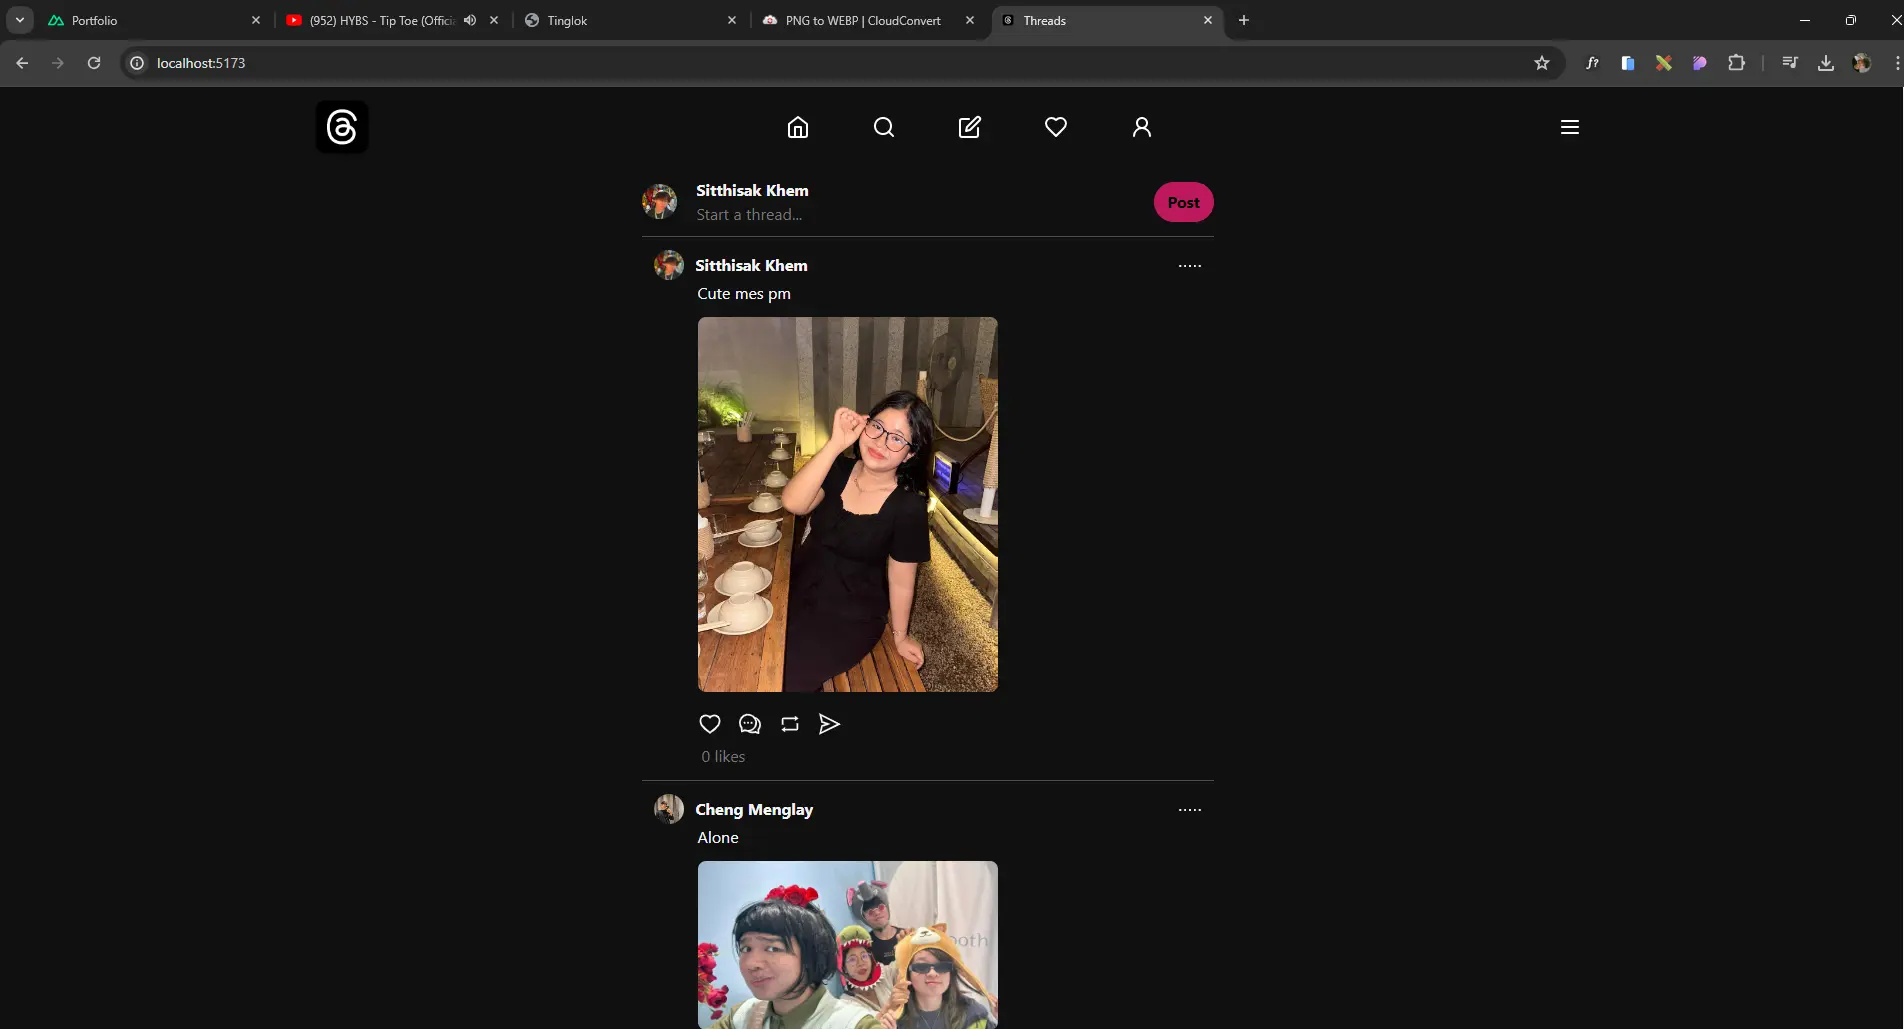 Portfolio
(952) HYBS - Tip Toe (Offici
Tinglok
PNG to WEBP | CloudConvert
Threads
localhost:5173
f?
Sitthisak Khem
Start a thread...
Post
Sitthisak Khem
Cute mes pm
0 likes
Cheng Menglay
Alone
ooth